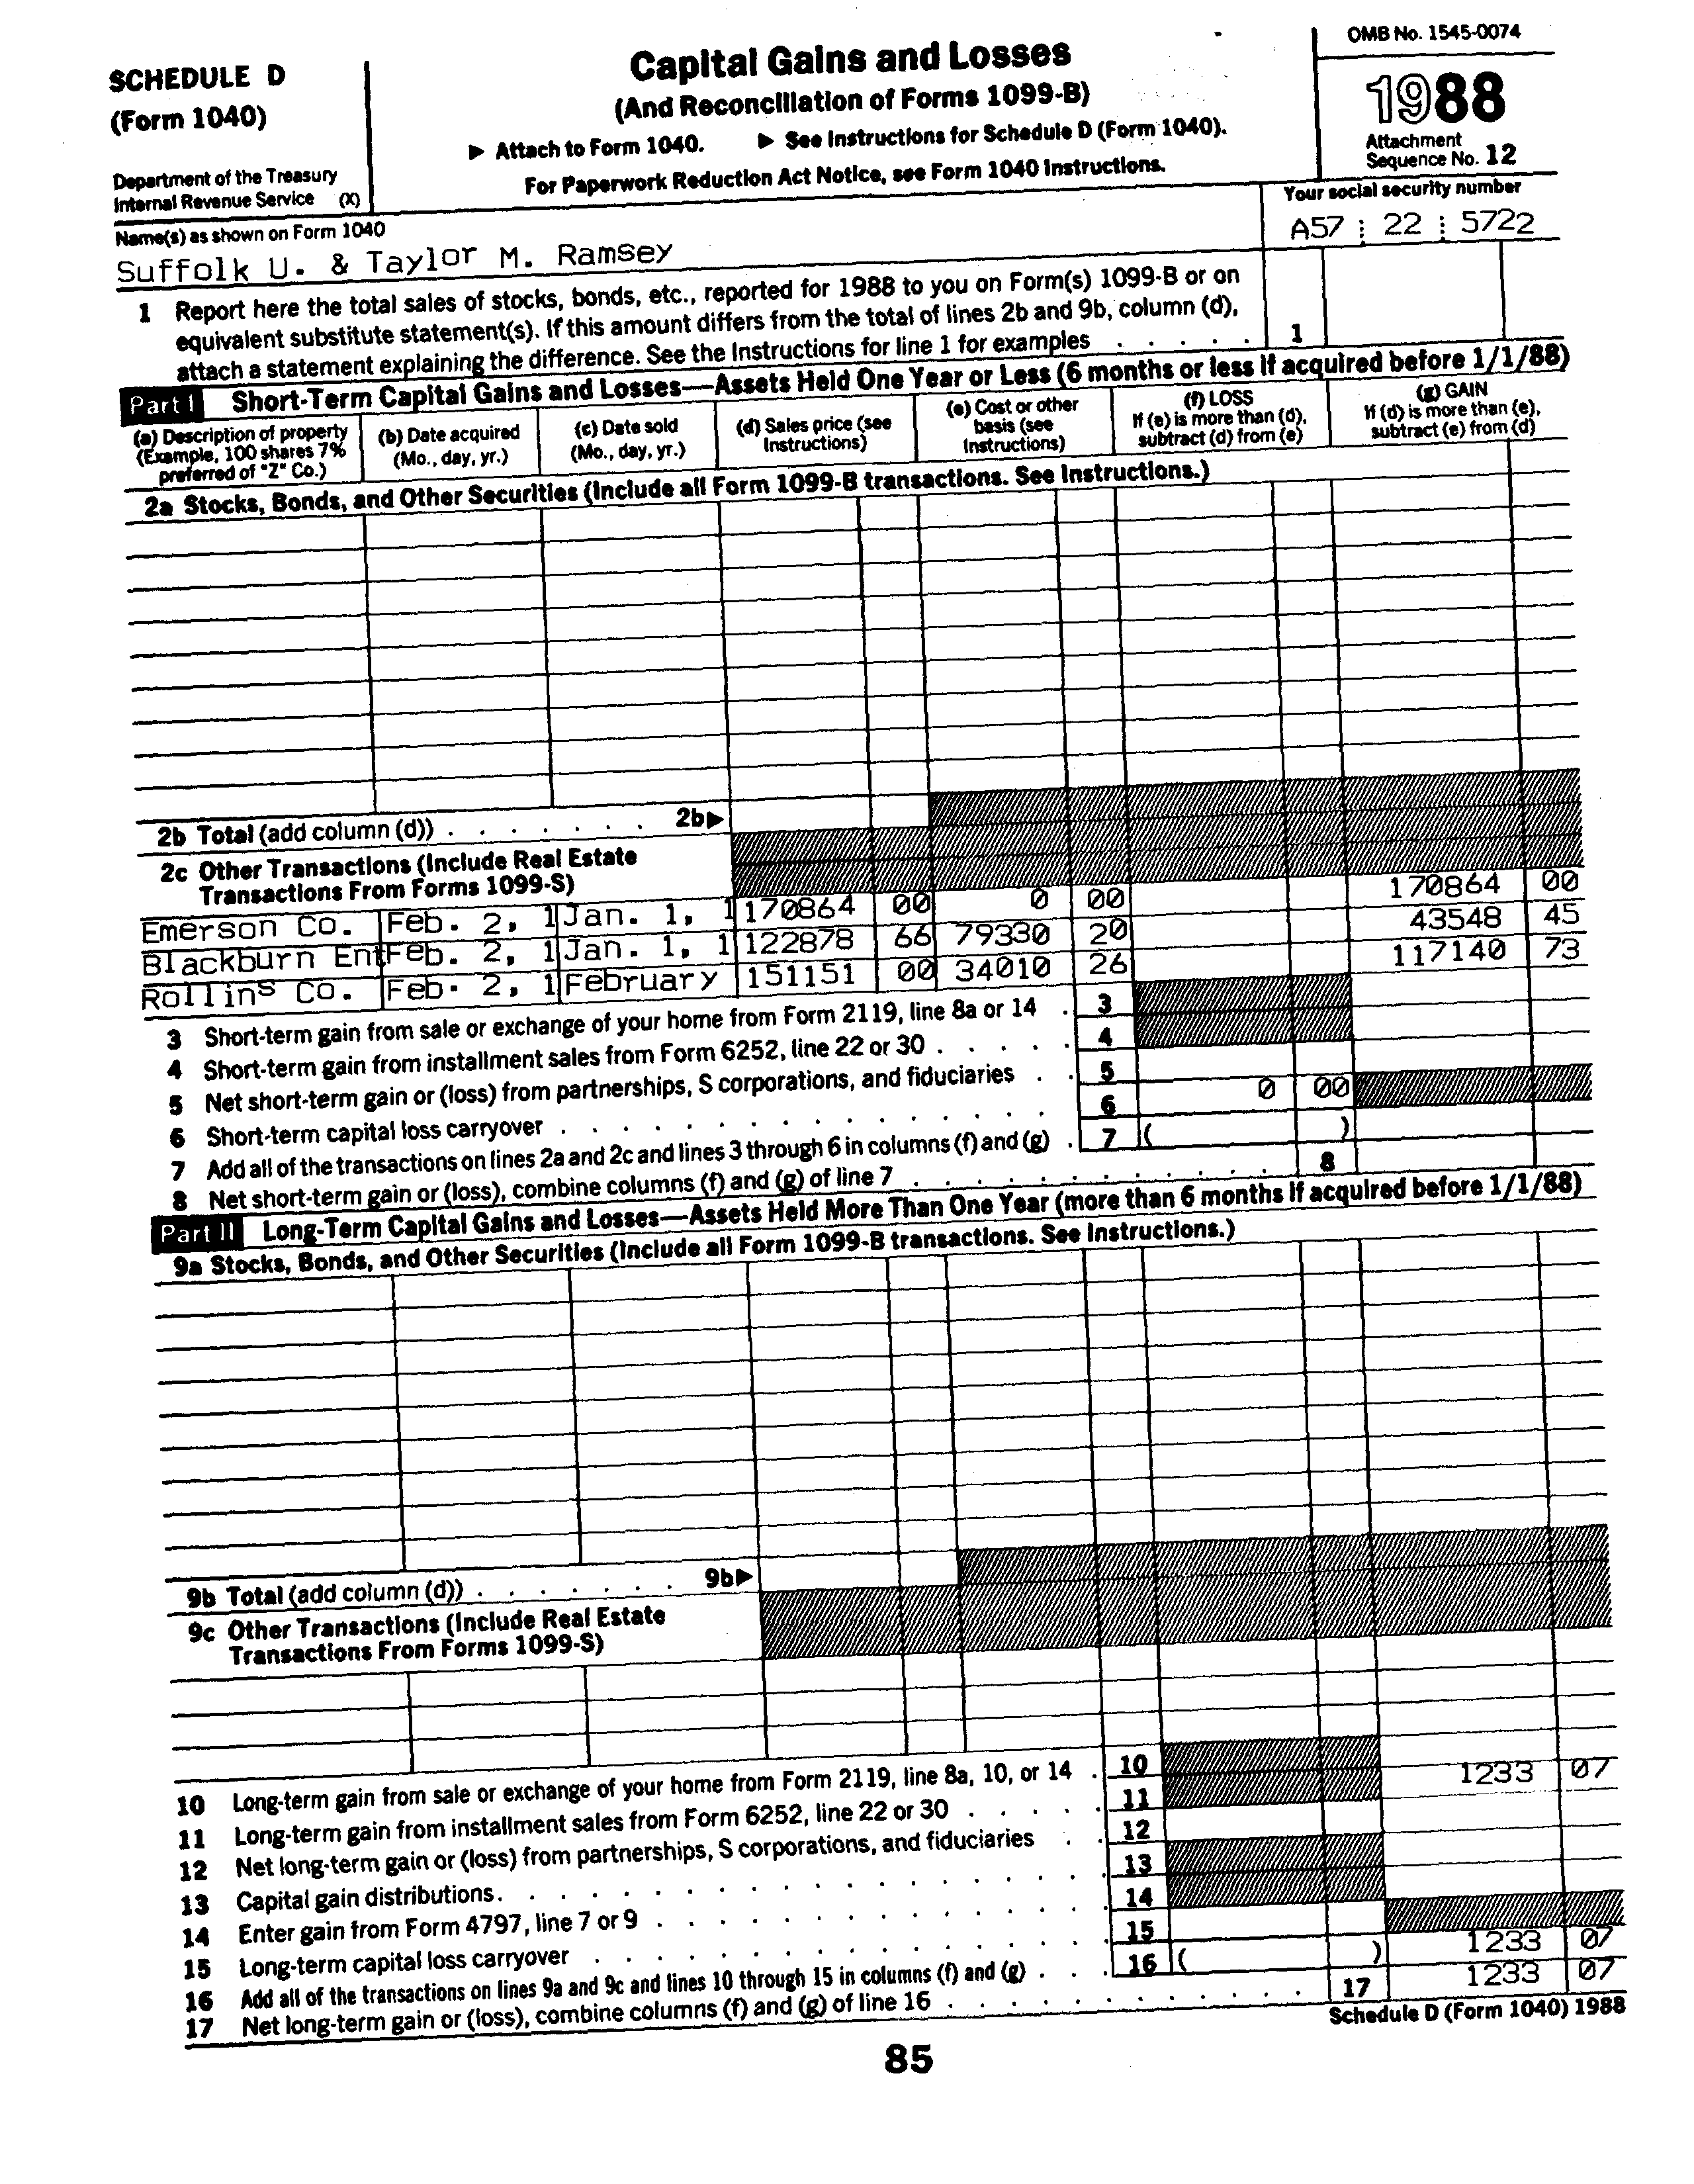 OMB No. 1545-0074
SCHEDULE D
(Form 1040)
Department of the Treasury
Internal Revenue Service (X)
Capital Gains and Losses
(And Reconciliation of Forms 1099-B)
▶ Attach to Form 1040. ▶ See Instructions for Schedule D (Form 1040).
For Paperwork Reduction Act Notice, see Form 1040 Instructions.
1988
Attachment
Sequence No. 12
Name(s) as shown on Form 1040
Suffolk U. & Taylor M. Ramsey
Your social security number
A57 22 5722
1 Report here the total sales of stocks, bonds, etc., reported for 1988 to you on Form(s) 1099-B or on
equivalent substitute statement(s). If this amount differs from the total of lines 2b and 9b, column (d),
attach a statement explaining the difference. See the Instructions for line 1 for examples . . . . . 1
Part I Short-Term Capital Gains and Losses—Assets Held One Year or Less (6 months or less if acquired before 1/1/88)
(a) Description of property
(Example, 100 shares 7%
preferred of "Z" Co.)
(b) Date acquired
(Mo., day, yr.)
(c) Date sold
(Mo., day, yr.)
(d) Sales price (see
Instructions)
(e) Cost or other
basis (see
Instructions)
(f) LOSS
If (e) is more than (d),
subtract (d) from (e)
(g) GAIN
If (d) is more than (e),
subtract (e) from (d)
2a Stocks, Bonds, and Other Securities (Include all Form 1099-B transactions. See Instructions.)
2b Total (add column (d)) . . . . . . . 2b▶
2c Other Transactions (Include Real Estate
Transactions From Forms 1099-S)
Emerson Co. Feb. 2, 1 Jan. 1, 1 170864 00 0 00 170864 00
Blackburn Ent Feb. 2, 1 Jan. 1, 1 122878 66 79330 20 43548 45
Rollins Co. Feb. 2, 1 February 151151 00 34010 26 117140 73
3 Short-term gain from sale or exchange of your home from Form 2119, line 8a or 14 . 3
4 Short-term gain from installment sales from Form 6252, line 22 or 30 . . . . . 4
5 Net short-term gain or (loss) from partnerships, S corporations, and fiduciaries . . 5
6 Short-term capital loss carryover . . . . . . . . . . . . . . 6 0 00
7 Add all of the transactions on lines 2a and 2c and lines 3 through 6 in columns (f) and (g) . 7 ( )
8 Net short-term gain or (loss), combine columns (f) and (g) of line 7 . . . . . . . . . . . 8
Part II Long-Term Capital Gains and Losses—Assets Held More Than One Year (more than 6 months if acquired before 1/1/88)
9a Stocks, Bonds, and Other Securities (Include all Form 1099-B transactions. See Instructions.)
9b Total (add column (d)) . . . . . . . 9b▶
9c Other Transactions (Include Real Estate
Transactions From Forms 1099-S)
10 Long-term gain from sale or exchange of your home from Form 2119, line 8a, 10, or 14 . 10 1233 07
11 Long-term gain from installment sales from Form 6252, line 22 or 30 . . . . . 11
12 Net long-term gain or (loss) from partnerships, S corporations, and fiduciaries . . 12
13 Capital gain distributions. . . . . . . . . . . . . . . . . 13
14 Enter gain from Form 4797, line 7 or 9 . . . . . . . . . . . . 14
15 Long-term capital loss carryover . . . . . . . . . . . . . . 15
16 Add all of the transactions on lines 9a and 9c and lines 10 through 15 in columns (f) and (g) . . . 16 ( ) 1233 07
17 Net long-term gain or (loss), combine columns (f) and (g) of line 16 . . . . . . . . . . . . 17 1233 07
Schedule D (Form 1040) 1988
85